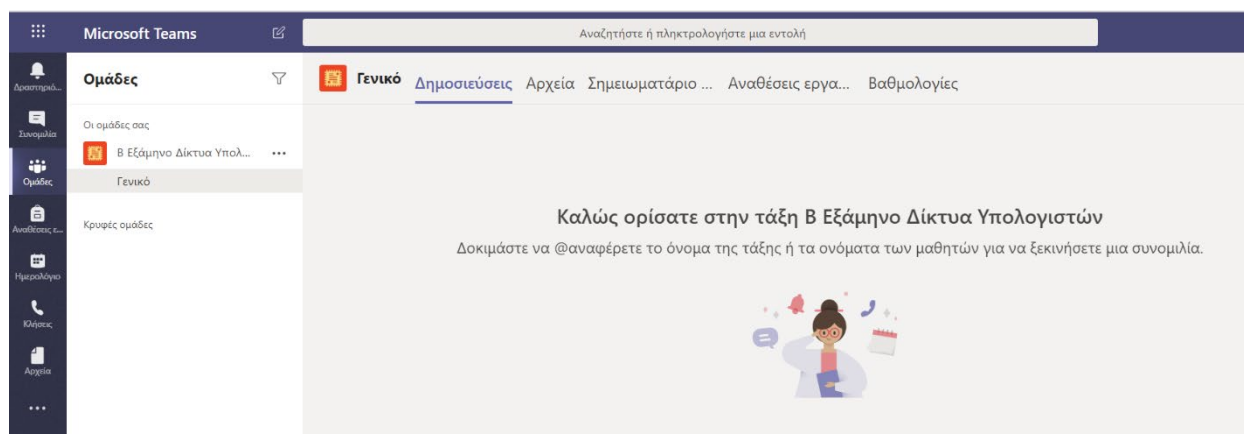 Microsoft Teams
Αναζητήστε ή πληκτρολογήστε μια εντολή
Δραστηριό...
Συνομιλία
Ομάδες
Αναθέσεις ε...
Ημερολόγιο
Κλήσεις
Αρχεία
Ομάδες
Οι ομάδες σας
Β Εξάμηνο Δίκτυα Υπολ...
Γενικό
Κρυφές ομάδες
Γενικό Δημοσιεύσεις Αρχεία Σημειωματάριο ... Αναθέσεις εργα... Βαθμολογίες
Καλώς ορίσατε στην τάξη Β Εξάμηνο Δίκτυα Υπολογιστών
Δοκιμάστε να @αναφέρετε το όνομα της τάξης ή τα ονόματα των μαθητών για να ξεκινήσετε μια συνομιλία.